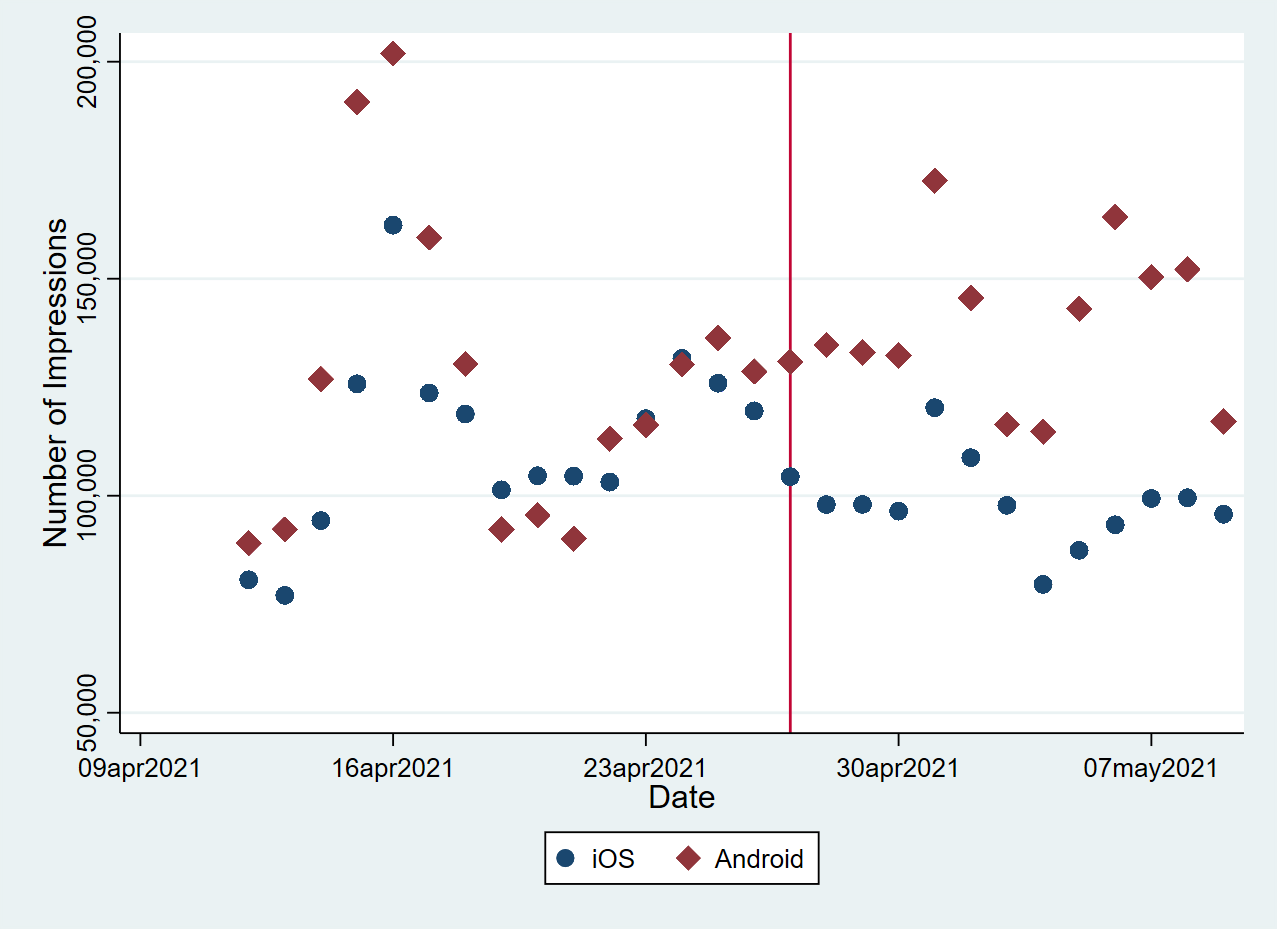 Number of Impressions
200,000
150,000
100,000
50,000
09apr2021 16apr2021 23apr2021 30apr2021 07may2021
Date
iOS Android